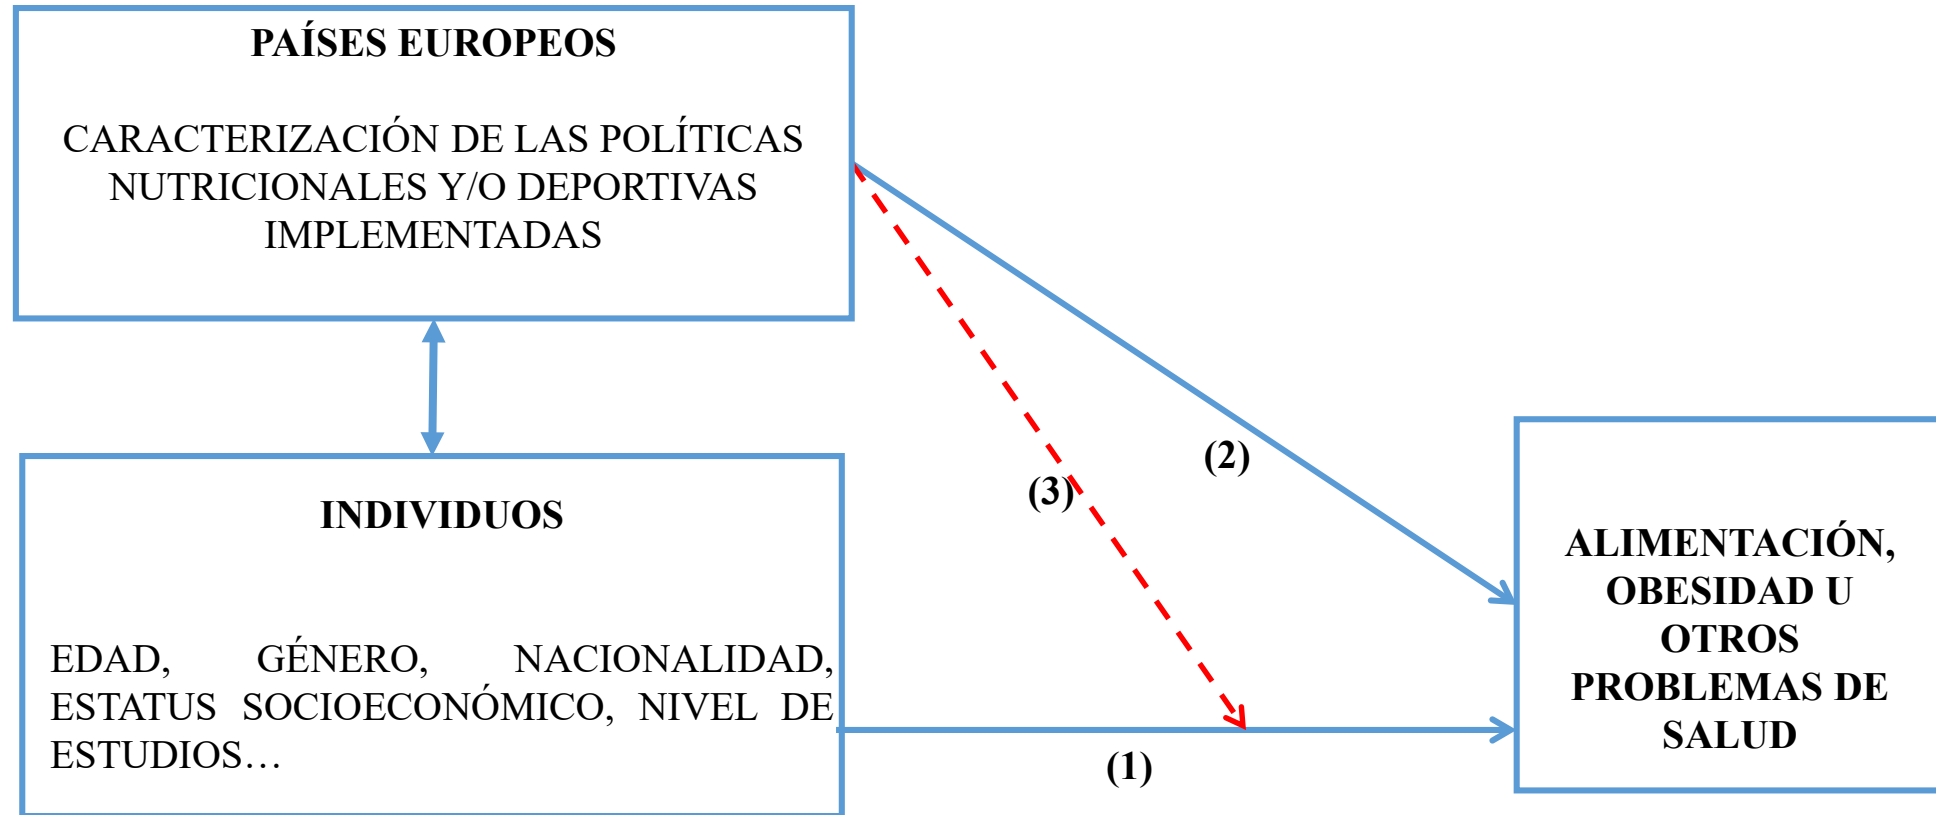 PAÍSES EUROPEOS
CARACTERIZACIÓN DE LAS POLÍTICAS
NUTRICIONALES Y/O DEPORTIVAS
IMPLEMENTADAS
(2)
(3)
INDIVIDUOS
EDAD, GÉNERO, NACIONALIDAD,
ESTATUS SOCIOECONÓMICO, NIVEL DE
ESTUDIOS…
(1)
ALIMENTACIÓN,
OBESIDAD U
OTROS
PROBLEMAS DE
SALUD